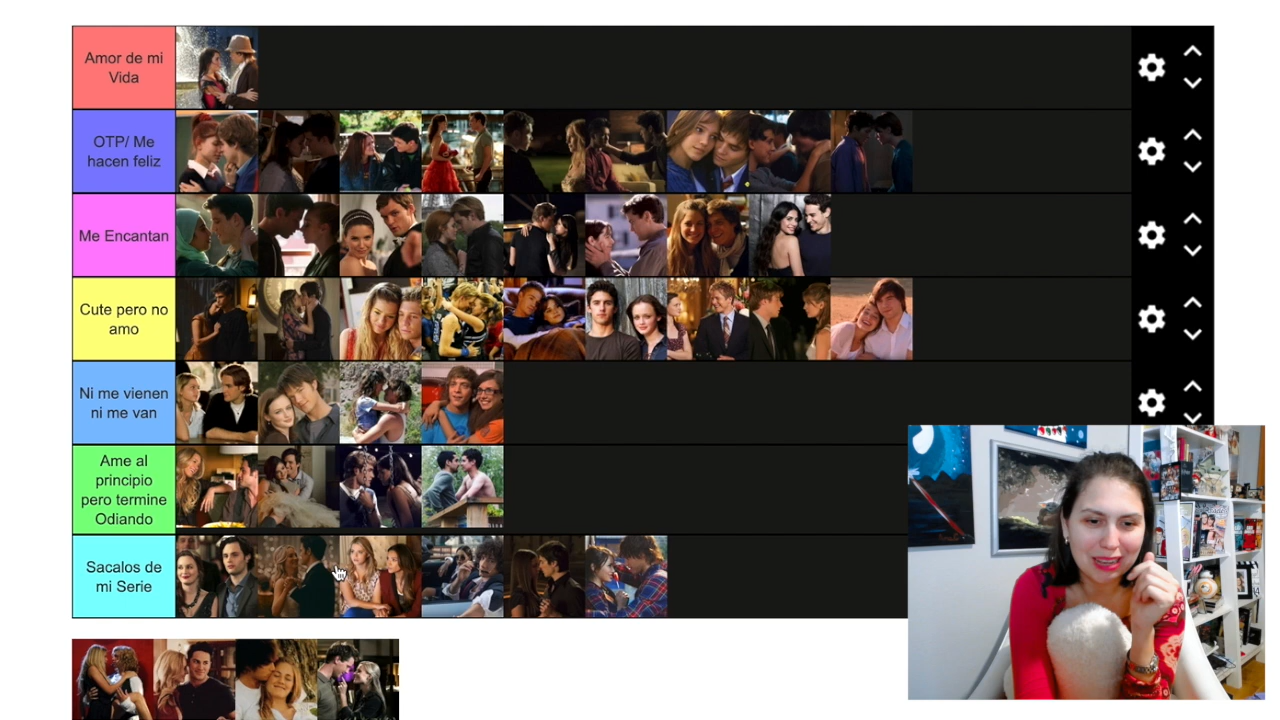 Amor de mi
Vida
OTP/ Me
hacen feliz
Me Encantan
Cute pero no
amo
Ni me vienen
ni me van
Ame al
principio
pero termine
Odiando
Sacalos de
mi Serie